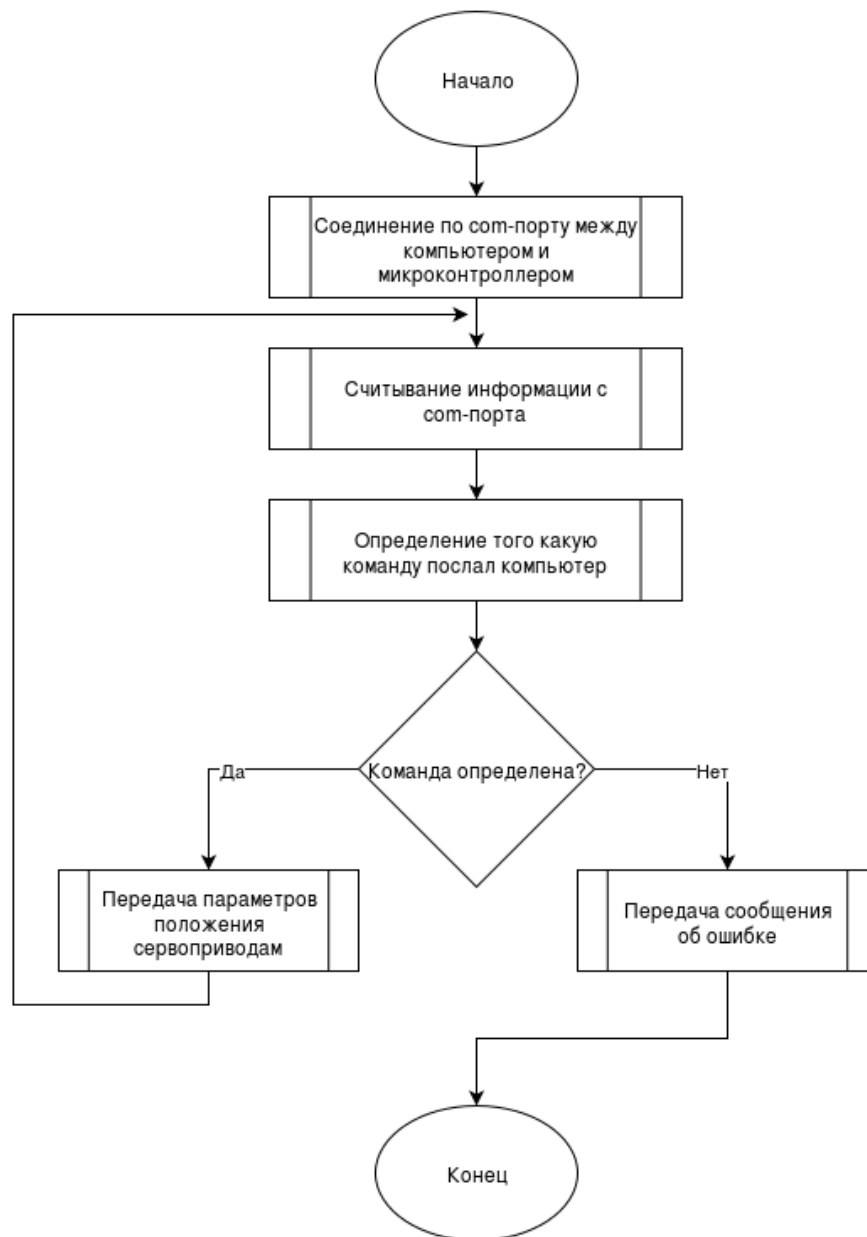 Начало
Соединение по com-порту между
компьютером и
микроконтроллером
Считывание информации с
com-порта
Определение того какую
команду послал компьютер
Команда определена?
Да
Нет
Передача параметров
положения
сервоприводам
Передача сообщения
об ошибке
Конец